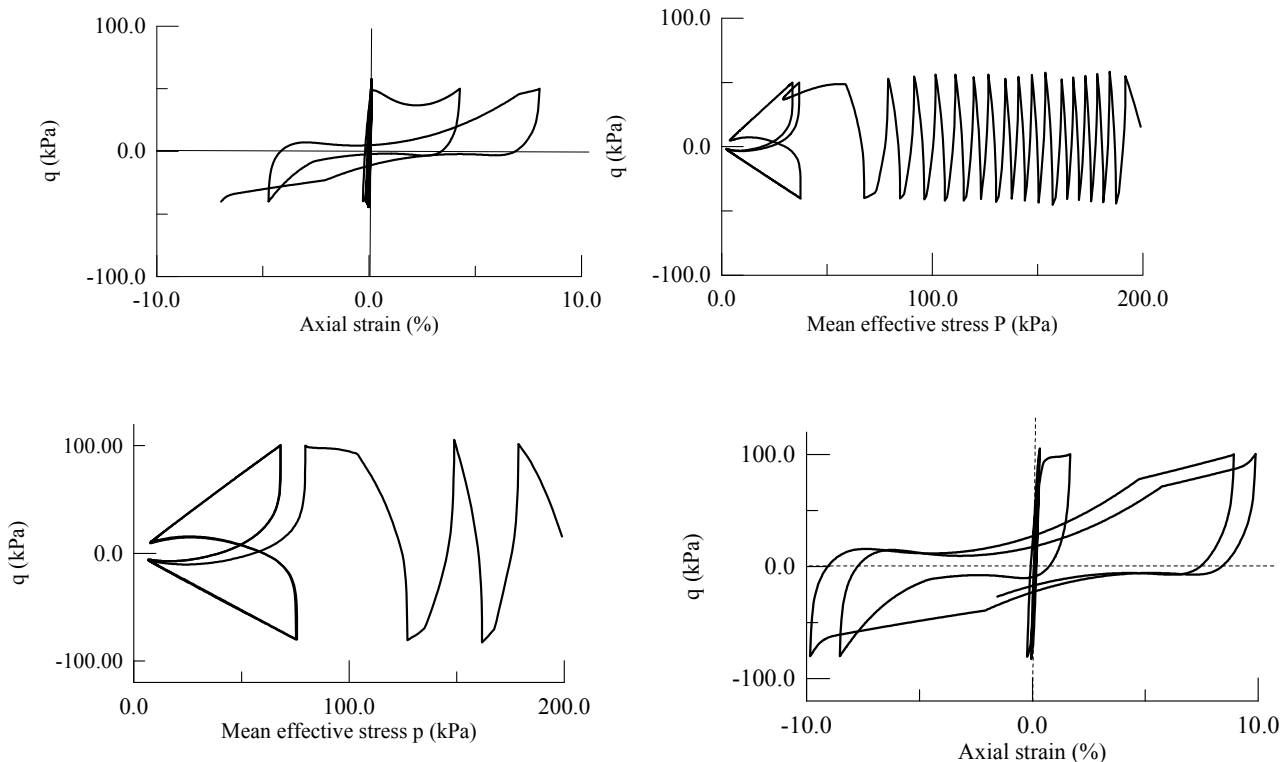 100.0
q (kPa)
0.0
-100.0
-10.0 0.0 10.0
Axial strain (%)
100.0
q (kPa)
0.0
-100.0
0.0 100.0 200.0
Mean effective stress P (kPa)
100.00
q (kPa)
0.00
-100.00
0.0 100.0 200.0
Mean effective stress p (kPa)
100.0
q (kPa)
0.0
-100.0
-10.0 0.0 10.0
Axial strain (%)